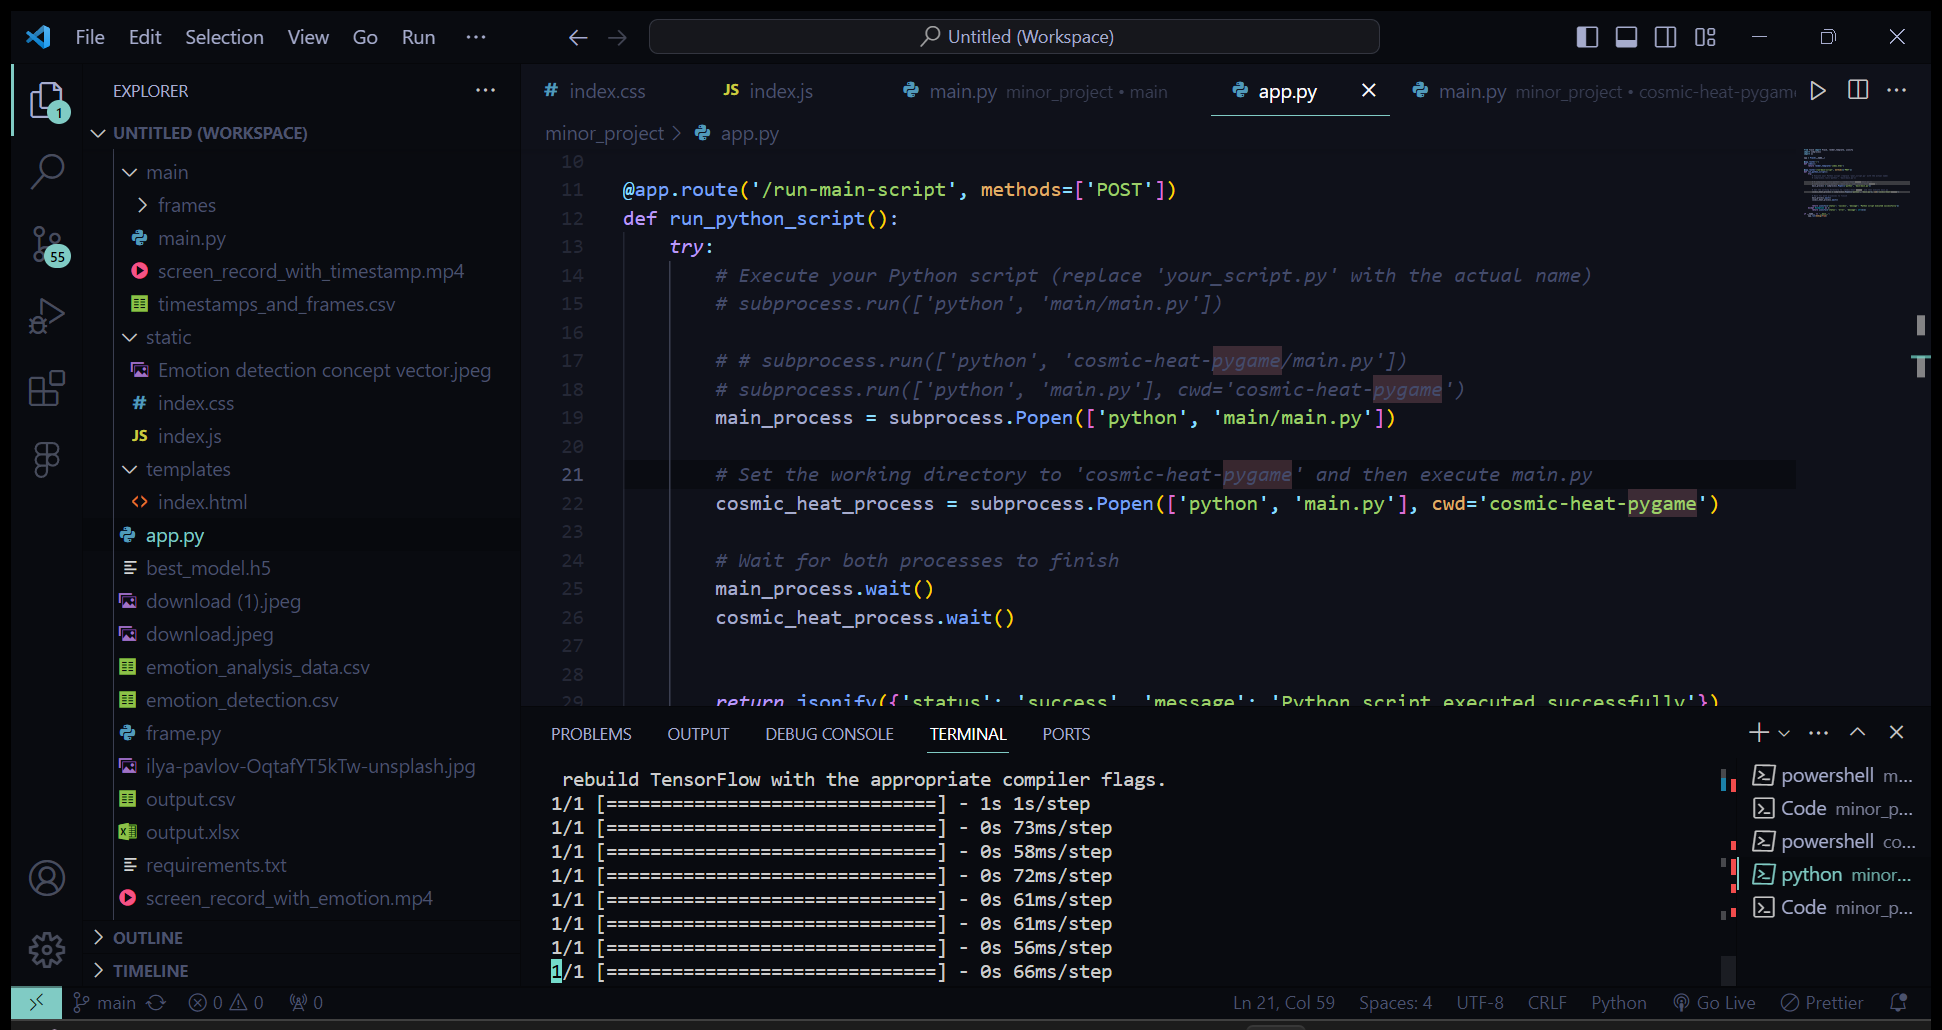 File Edit Selection View Go Run ···
Untitled (Workspace)
EXPLORER
1
55
UNTITLED (WORKSPACE)
main
frames
main.py
screen_record_with_timestamp.mp4
timestamps_and_frames.csv
static
Emotion detection concept vector.jpeg
# index.css
JS index.js
templates
<> index.html
app.py
best_model.h5
download (1).jpeg
download.jpeg
emotion_analysis_data.csv
emotion_detection.csv
frame.py
ilya-pavlov-OqtafYT5kTw-unsplash.jpg
output.csv
output.xlsx
requirements.txt
screen_record_with_emotion.mp4
OUTLINE
TIMELINE
# index.css JS index.js main.py minor_project • main app.py main.py minor_project • cosmic-heat-pygame
minor_project > app.py
10
11 @app.route('/run-main-script', methods=['POST'])
12 def run_python_script():
13 try:
14 # Execute your Python script (replace 'your_script.py' with the actual name)
15 # subprocess.run(['python', 'main/main.py'])
16
17 # # subprocess.run(['python', 'cosmic-heat-pygame/main.py'])
18 # subprocess.run(['python', 'main.py'], cwd='cosmic-heat-pygame')
19 main_process = subprocess.Popen(['python', 'main/main.py'])
20
21 # Set the working directory to 'cosmic-heat-pygame' and then execute main.py
22 cosmic_heat_process = subprocess.Popen(['python', 'main.py'], cwd='cosmic-heat-pygame')
23
24 # Wait for both processes to finish
25 main_process.wait()
26 cosmic_heat_process.wait()
27
28
29 return jsonify({'status': 'success', 'message': 'Python script executed successfully'})
PROBLEMS OUTPUT DEBUG CONSOLE TERMINAL PORTS
rebuild TensorFlow with the appropriate compiler flags.
1/1 [==============================] - 1s 1s/step
1/1 [==============================] - 0s 73ms/step
1/1 [==============================] - 0s 58ms/step
1/1 [==============================] - 0s 72ms/step
1/1 [==============================] - 0s 61ms/step
1/1 [==============================] - 0s 61ms/step
1/1 [==============================] - 0s 56ms/step
1/1 [==============================] - 0s 66ms/step
powershell m...
Code minor_p...
powershell co...
python minor...
Code minor_p...
main 0 0 0 Ln 21, Col 59 Spaces: 4 UTF-8 CRLF Python Go Live Prettier